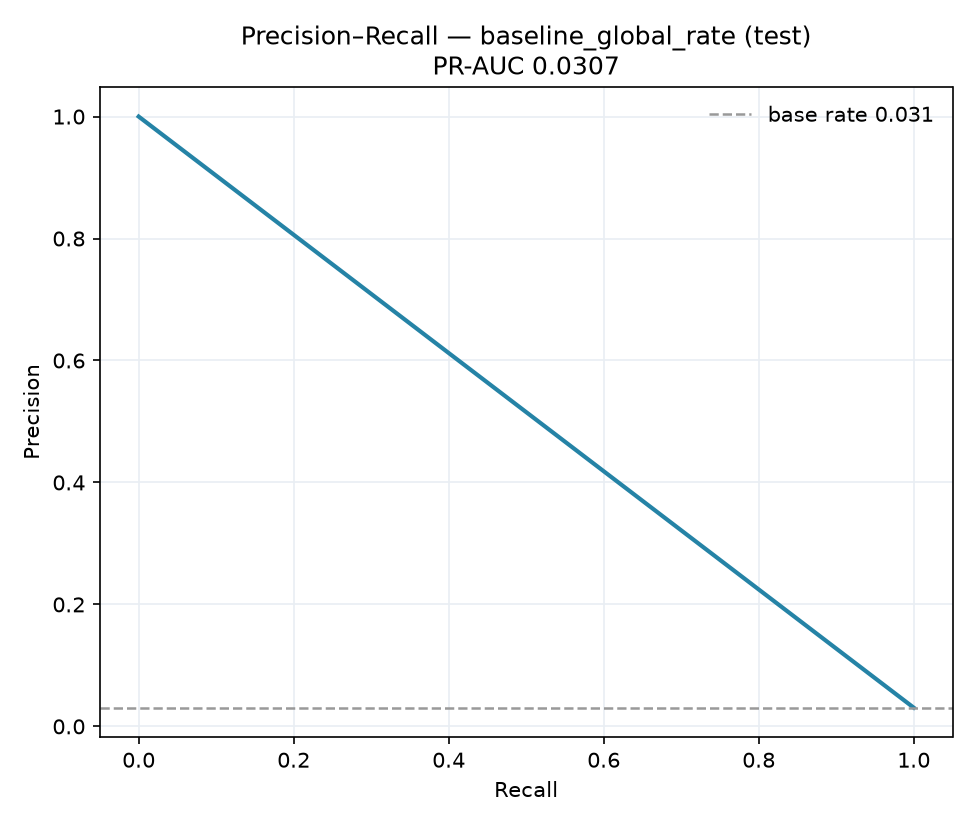 Precision–Recall — baseline_global_rate (test)
PR-AUC 0.0307
base rate 0.031
Precision
1.0
0.8
0.6
0.4
0.2
0.0
0.0 0.2 0.4 0.6 0.8 1.0
Recall